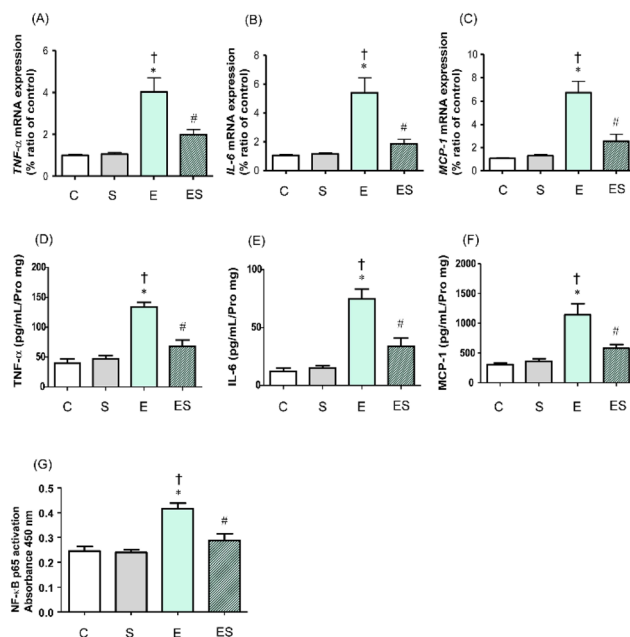 (A)
TNF-α mRNA expression
(% ratio of control)
6
4
2
0
†
*
#
C S E ES
(B)
IL-6 mRNA expression
(% ratio of control)
8
6
4
2
0
†
*
#
C S E ES
(C)
MCP-1 mRNA expression
(% ratio of control)
10
8
6
4
2
0
†
*
#
C S E ES
(D)
TNF-α (pg/mL/Pro mg)
200
150
100
50
0
†
*
#
C S E ES
(E)
IL-6 (pg/mL/Pro mg)
100
50
0
†
*
#
C S E ES
(F)
MCP-1 (pg/mL/Pro mg)
2000
1500
1000
500
0
†
*
#
C S E ES
(G)
NF-κB p65 activation
Absorbance 450 nm
0.5
0.4
0.3
0.2
0.1
0.0
†
*
#
C S E ES